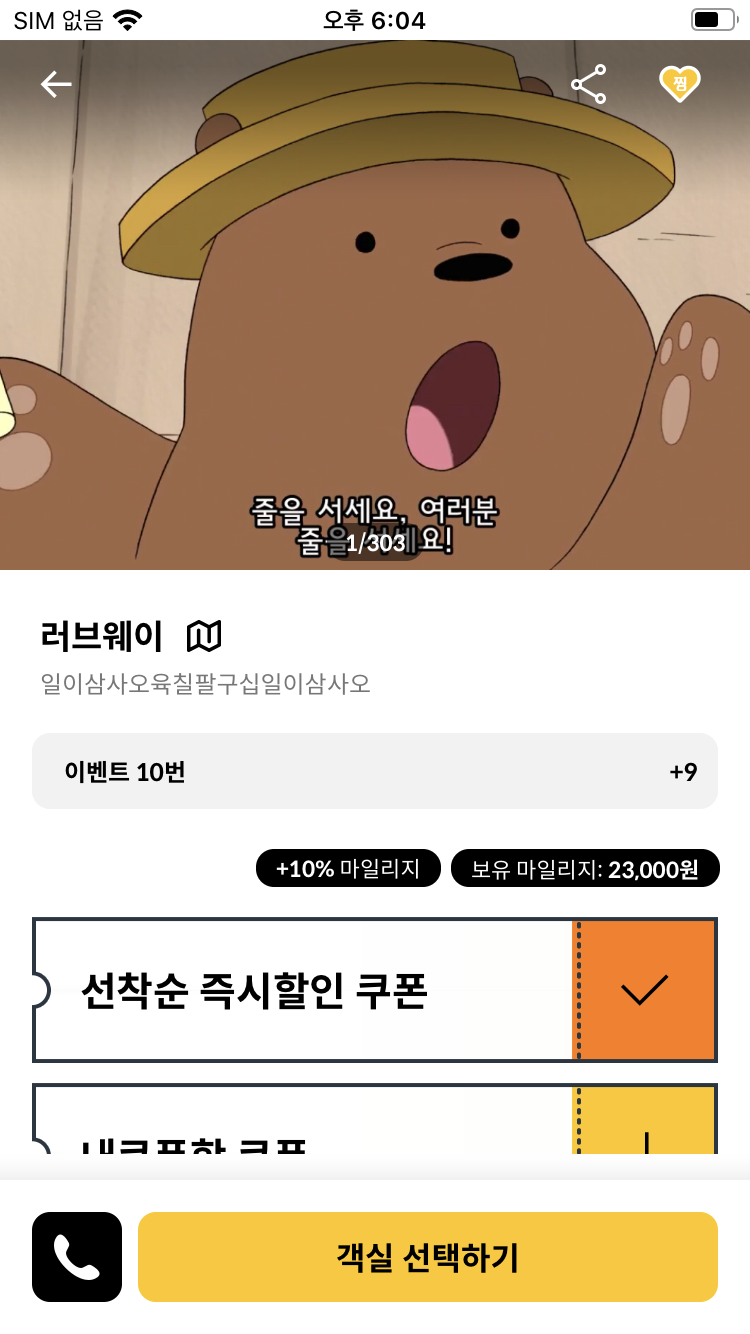 SIM 없음 오후 6:04
찜
줄을 서세요, 여러분
줄을 서세요!
1/303
러브웨이
일이삼사오육칠팔구십일이삼사오
이벤트 10번 +9
+10% 마일리지 보유 마일리지: 23,000원
선착순 즉시할인 쿠폰
객실 선택하기